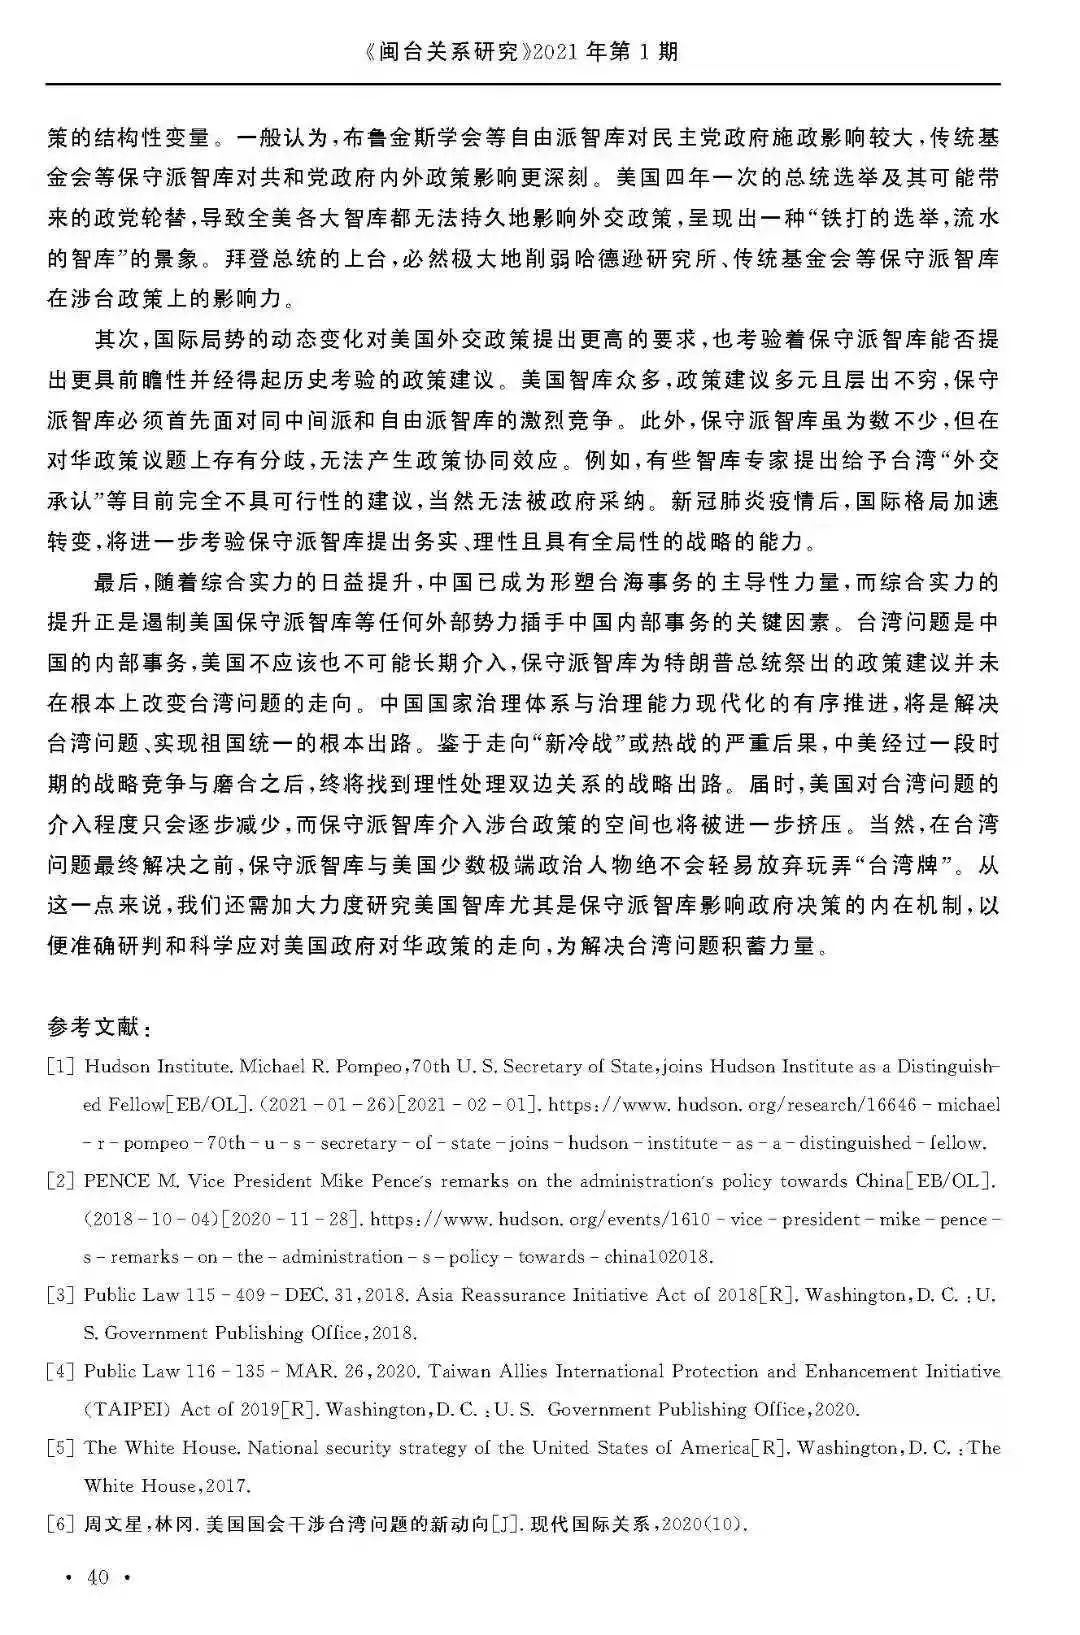 《闽台关系研究》2021年第1期
策的结构性变量。一般认为,布鲁金斯学会等自由派智库对民主党政府施政影响较大,传统基
金会等保守派智库对共和党政府内外政策影响更深刻。美国四年一次的总统选举及其可能带
来的政党轮替,导致全美各大智库都无法持久地影响外交政策,呈现出一种“铁打的选举,流水
的智库”的景象。拜登总统的上台,必然极大地削弱哈德逊研究所、传统基金会等保守派智库
在涉台政策上的影响力。
其次,国际局势的动态变化对美国外交政策提出更高的要求,也考验着保守派智库能否提
出更具前瞻性并经得起历史考验的政策建议。美国智库众多,政策建议多元且层出不穷,保守
派智库必须首先面对同中间派和自由派智库的激烈竞争。此外,保守派智库虽为数不少,但在
对华政策议题上存有分歧,无法产生政策协同效应。例如,有些智库专家提出给予台湾“外交
承认”等目前完全不具可行性的建议,当然无法被政府采纳。新冠肺炎疫情后,国际格局加速
转变,将进一步考验保守派智库提出务实、理性且具有全局性的战略的能力。
最后,随着综合实力的日益提升,中国已成为形塑台海事务的主导性力量,而综合实力的
提升正是遏制美国保守派智库等任何外部势力插手中国内部事务的关键因素。台湾问题是中
国的内部事务,美国不应该也不可能长期介入,保守派智库为特朗普总统祭出的政策建议并未
在根本上改变台湾问题的走向。中国国家治理体系与治理能力现代化的有序推进,将是解决
台湾问题、实现祖国统一的根本出路。鉴于走向“新冷战”或热战的严重后果,中美经过一段时
期的战略竞争与磨合之后,终将找到理性处理双边关系的战略出路。届时,美国对台湾问题的
介入程度只会逐步减少,而保守派智库介入涉台政策的空间也将被进一步挤压。当然,在台湾
问题最终解决之前,保守派智库与美国少数极端政治人物绝不会轻易放弃玩弄“台湾牌”。从
这一点来说,我们还需加大力度研究美国智库尤其是保守派智库影响政府决策的内在机制,以
便准确研判和科学应对美国政府对华政策的走向,为解决台湾问题积蓄力量。
参考文献:
[1] Hudson Institute. Michael R. Pompeo,70th U. S. Secretary of State,joins Hudson Institute as a Distinguish-
ed Fellow[EB/OL]. (2021-01-26)[2021-02-01]. https://www. hudson. org/research/16646-michael
-r-pompeo-70th-u-s-secretary-of-state-joins-hudson-institute-as-a-distinguished-fellow.
[2] PENCE M. Vice President Mike Pence's remarks on the administration's policy towards China[EB/OL].
(2018-10-04)[2020-11-28]. https://www. hudson. org/events/1610-vice-president-mike-pence-
s-remarks-on-the-administration-s-policy-towards-china102018.
[3] Public Law 115-409-DEC. 31,2018. Asia Reassurance Initiative Act of 2018[R]. Washington,D. C. :U.
S. Government Publishing Office,2018.
[4] Public Law 116-135-MAR. 26,2020. Taiwan Allies International Protection and Enhancement Initiative
(TAIPEI) Act of 2019[R]. Washington,D. C. :U. S. Government Publishing Office,2020.
[5] The White House. National security strategy of the United States of America[R]. Washington,D. C. :The
White House,2017.
[6] 周文星,林冈. 美国国会干涉台湾问题的新动向[J]. 现代国际关系,2020(10).
· 40 ·